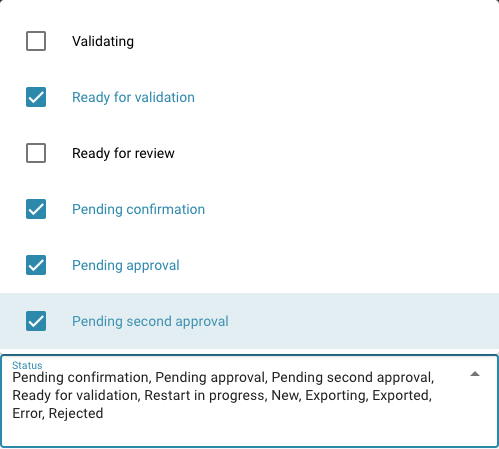 Validating
Ready for validation
Ready for review
Pending confirmation
Pending approval
Pending second approval
Status
Pending confirmation, Pending approval, Pending second approval,
Ready for validation, Restart in progress, New, Exporting, Exported,
Error, Rejected